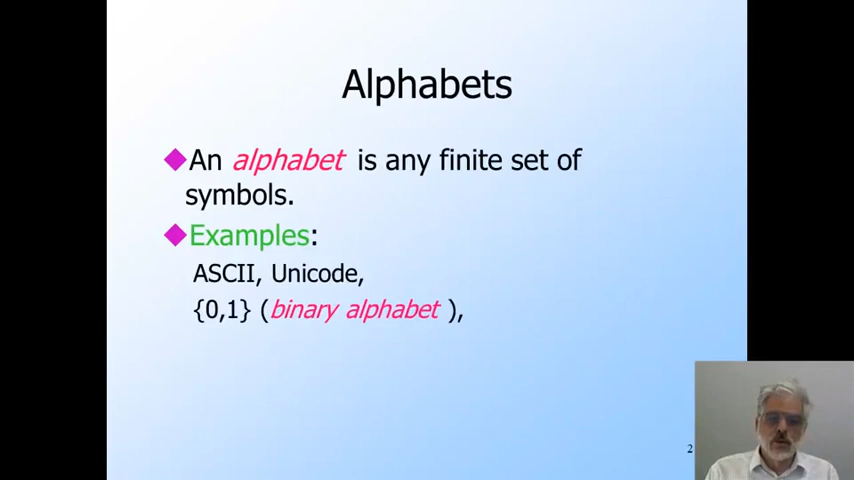 Alphabets
An alphabet is any finite set of
symbols.
Examples:
ASCII, Unicode,
{0,1} (binary alphabet ),
2